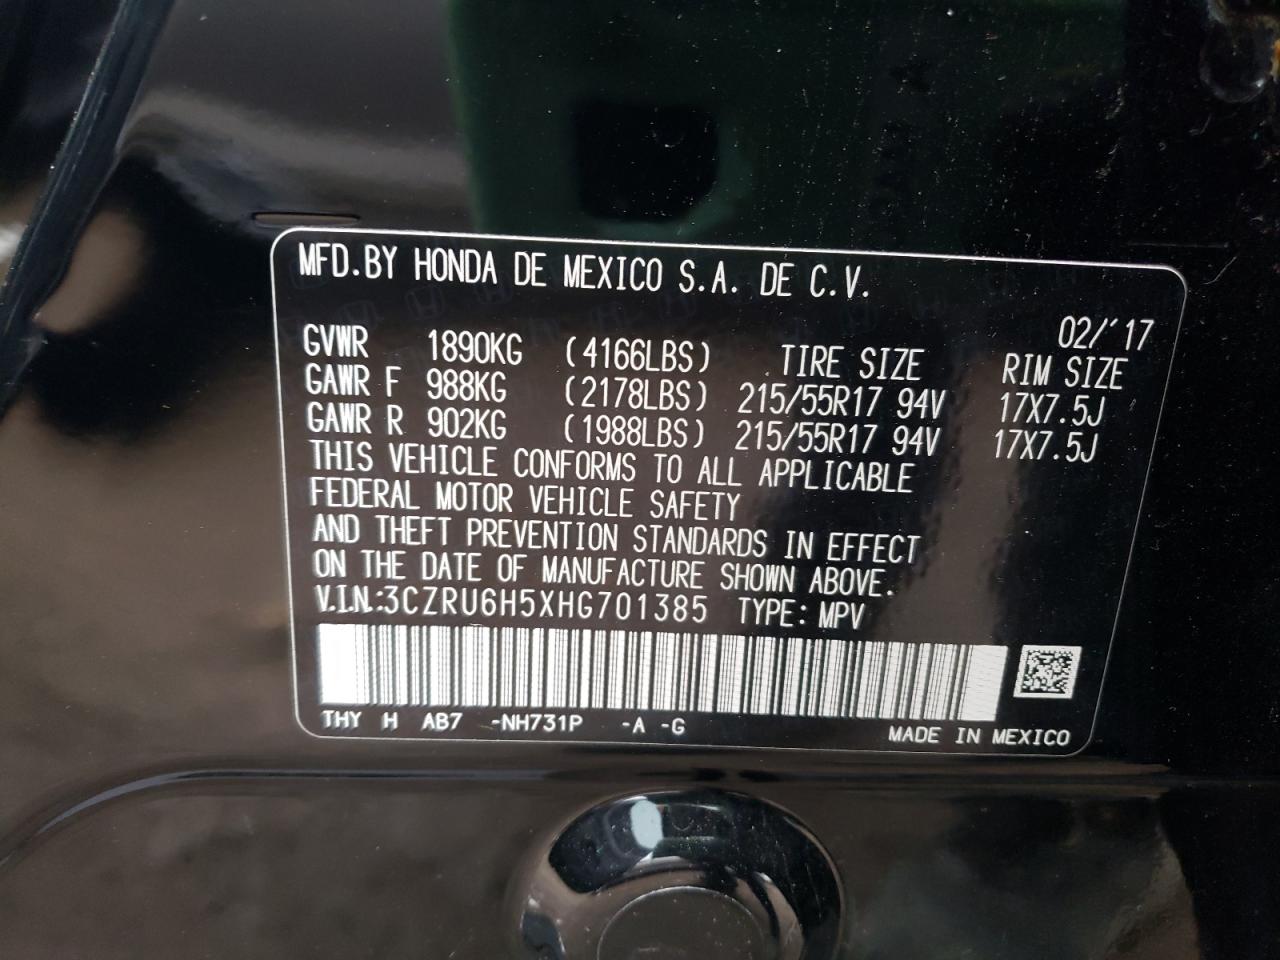 MFD.BY HONDA DE MEXICO S.A. DE C.V.
02/'17
GVWR 1890KG (4166LBS) TIRE SIZE RIM SIZE
GAWR F 988KG (2178LBS) 215/55R17 94V 17X7.5J
GAWR R 902KG (1988LBS) 215/55R17 94V 17X7.5J
THIS VEHICLE CONFORMS TO ALL APPLICABLE
FEDERAL MOTOR VEHICLE SAFETY
AND THEFT PREVENTION STANDARDS IN EFFECT
ON THE DATE OF MANUFACTURE SHOWN ABOVE.
V.I.N.:3CZRU6H5XHG701385 TYPE: MPV
THY H AB7 -NH731P -A -G MADE IN MEXICO